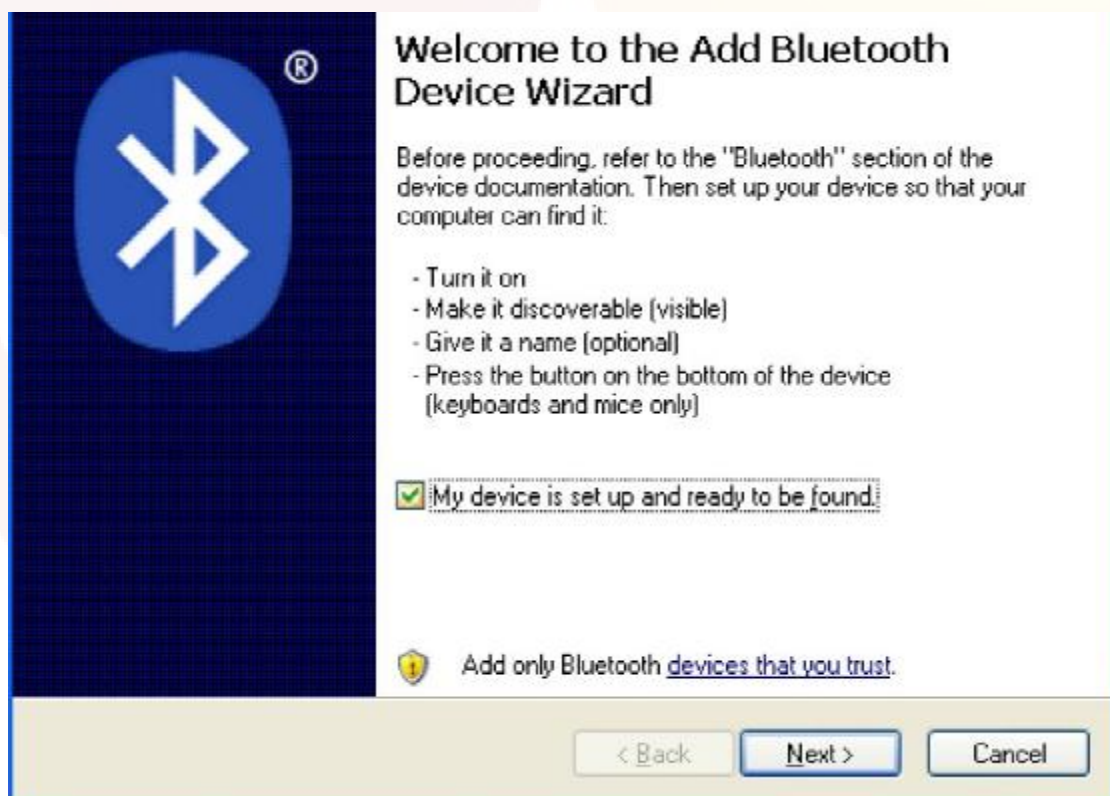 ®
Welcome to the Add Bluetooth
Device Wizard
Before proceeding, refer to the "Bluetooth" section of the
device documentation. Then set up your device so that your
computer can find it:
- Turn it on
- Make it discoverable (visible)
- Give it a name (optional)
- Press the button on the bottom of the device
(keyboards and mice only)
My device is set up and ready to be found.
Add only Bluetooth devices that you trust.
< Back Next > Cancel